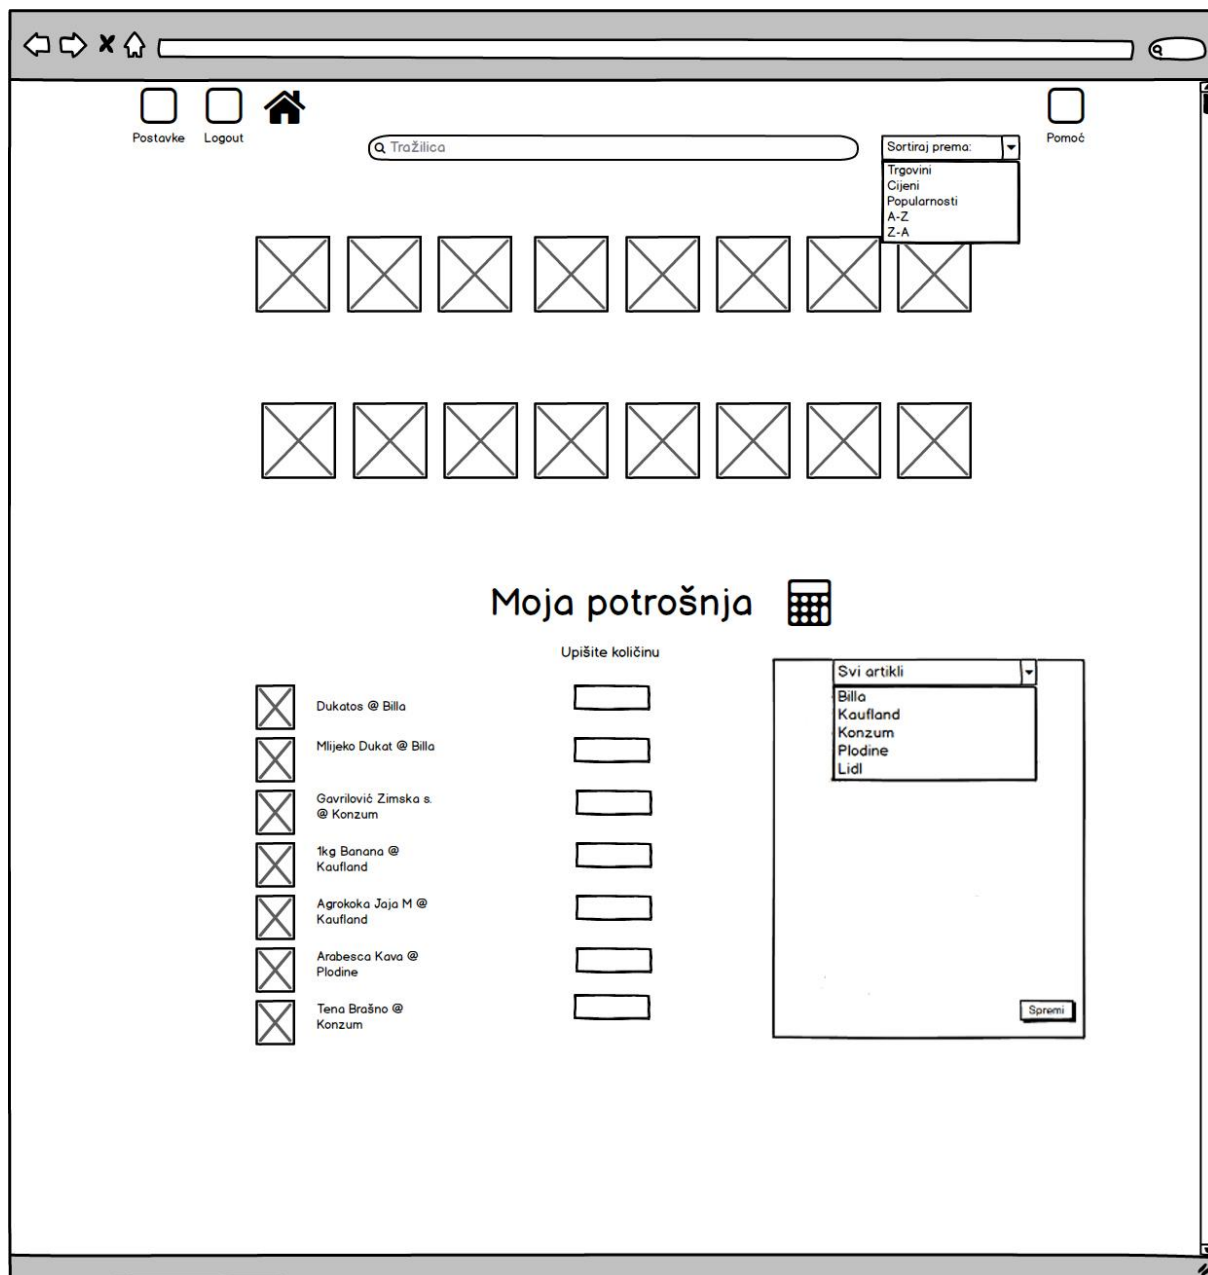 Postavke
Logout
Pomoć
Tražilica
Sortiraj prema:
Trgovini
Cijeni
Popularnosti
A-Z
Z-A
Moja potrošnja
Upišite količinu
Dukatos @ Billa
Mlijeko Dukat @ Billa
Gavrilović Zimska s.
@ Konzum
1kg Banana @
Kaufland
Agrokoka Jaja M @
Kaufland
Arabesca Kava @
Plodine
Tena Brašno @
Konzum
Svi artikli
Billa
Kaufland
Konzum
Plodine
Lidl
Spremi